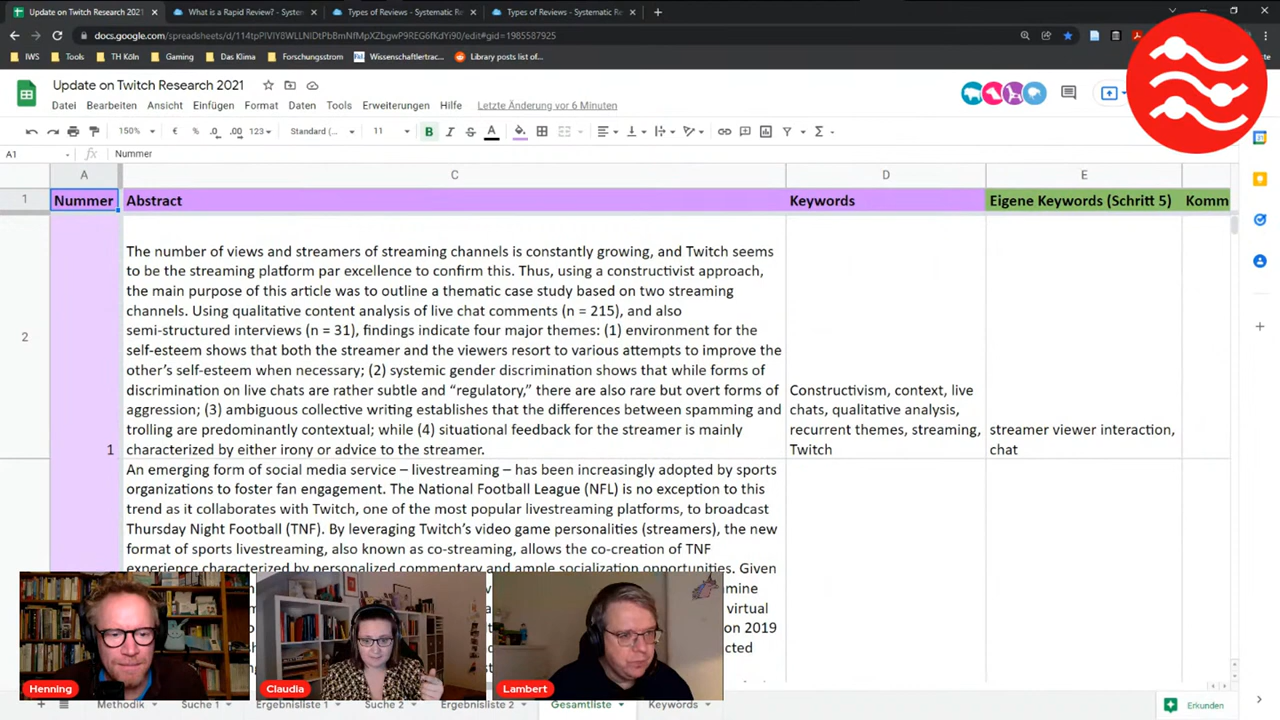 Update on Twitch Research 2021
What is a Rapid Review? - System
Types of Reviews - Systematic Re
Types of Reviews - Systematic Re
docs.google.com/spreadsheets/d/114tpPlVlY8WLLNIDtPbBmNfMpXZbgwP9REG6fKdYi90/edit#gid=1985587925
IWS
Tools
TH Köln
Gaming
Das Klima
Forschungsstrom
Wissenschaftlertrac...
Library posts list of...
Update on Twitch Research 2021
Datei Bearbeiten Ansicht Einfügen Format Daten Tools Erweiterungen Hilfe Letzte Änderung vor 6 Minuten
150% € % .0 .00 123 Standard (... 11 B I S A
A1 fx Nummer
A C D E
1 Nummer Abstract Keywords Eigene Keywords (Schritt 5) Komm
2
The number of views and streamers of streaming channels is constantly growing, and Twitch seems
to be the streaming platform par excellence to confirm this. Thus, using a constructivist approach,
the main purpose of this article was to outline a thematic case study based on two streaming
channels. Using qualitative content analysis of live chat comments (n = 215), and also
semi-structured interviews (n = 31), findings indicate four major themes: (1) environment for the
self-esteem shows that both the streamer and the viewers resort to various attempts to improve the
other's self-esteem when necessary; (2) systemic gender discrimination shows that while forms of
discrimination on live chats are rather subtle and “regulatory,” there are also rare but overt forms of
aggression; (3) ambiguous collective writing establishes that the differences between spamming and
trolling are predominantly contextual; while (4) situational feedback for the streamer is mainly
characterized by either irony or advice to the streamer.
1
Constructivism, context, live
chats, qualitative analysis,
recurrent themes, streaming,
Twitch
streamer viewer interaction,
chat
An emerging form of social media service – livestreaming – has been increasingly adopted by sports
organizations to foster fan engagement. The National Football League (NFL) is no exception to this
trend as it collaborates with Twitch, one of the most popular livestreaming platforms, to broadcast
Thursday Night Football (TNF). By leveraging Twitch's video game personalities (streamers), the new
format of sports livestreaming, also known as co-streaming, allows the co-creation of TNF
experience characterized by personalized commentary and ample socialization opportunities. Given
virtual
on 2019
Henning
Claudia
Lambert
Methodik Suche 1 Ergebnisliste 1 Suche 2 Ergebnisliste 2 Gesamtliste Keywords
Erkunden